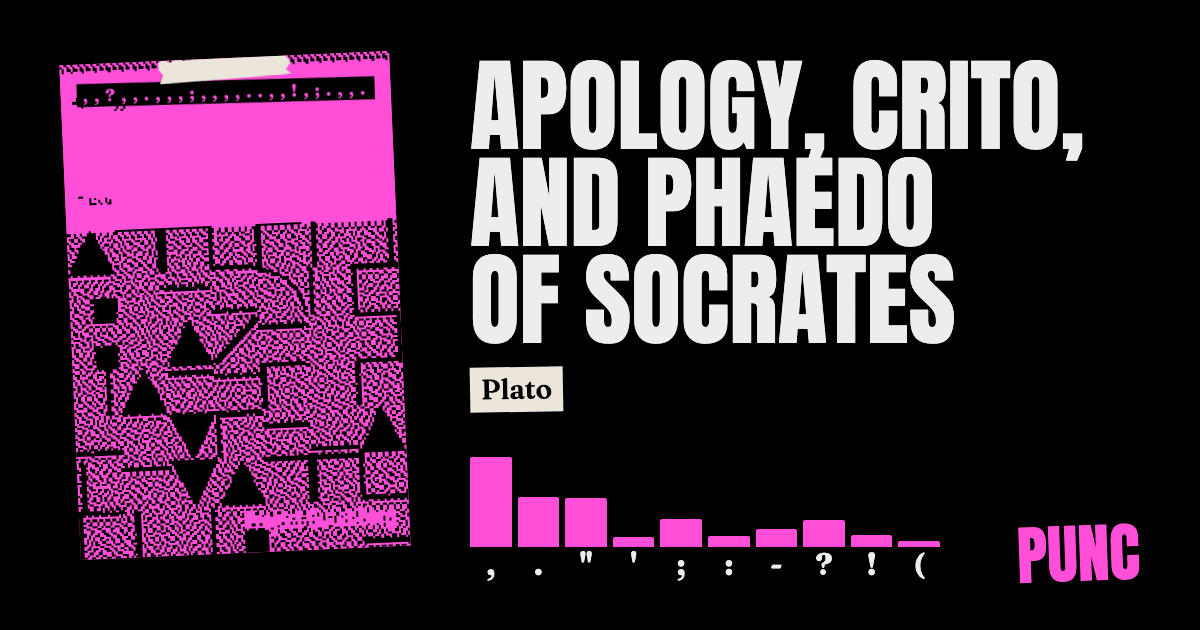 ,,?,,.,,,;,,,,..,,!,;.,,.
APOLOGY, CRITO,
AND PHAEDO
OF SOCRATES
Plato
, . " ' ; : - ? ! (
PUNC